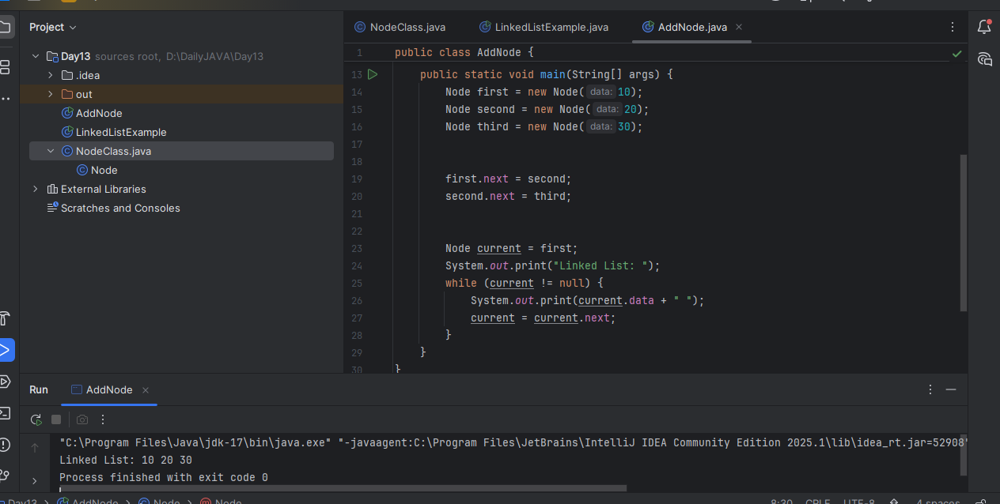 Project
Day13 sources root, D:\DailyJAVA\Day13
.idea
out
AddNode
LinkedListExample
NodeClass.java
Node
External Libraries
Scratches and Consoles
NodeClass.java LinkedListExample.java AddNode.java
1 public class AddNode {
13 public static void main(String[] args) {
14 Node first = new Node( data: 10);
15 Node second = new Node( data: 20);
16 Node third = new Node( data: 30);
17
18
19 first.next = second;
20 second.next = third;
21
22
23 Node current = first;
24 System.out.print("Linked List: ");
25 while (current != null) {
26 System.out.print(current.data + " ");
27 current = current.next;
28 }
29 }
30 }
Run AddNode
"C:\Program Files\Java\jdk-17\bin\java.exe" "-javaagent:C:\Program Files\JetBrains\IntelliJ IDEA Community Edition 2025.1\lib\idea_rt.jar=52908"
Linked List: 10 20 30
Process finished with exit code 0
Day13 > AddNode > Node > Node 8:30 CRLF UTF-8 4 spaces